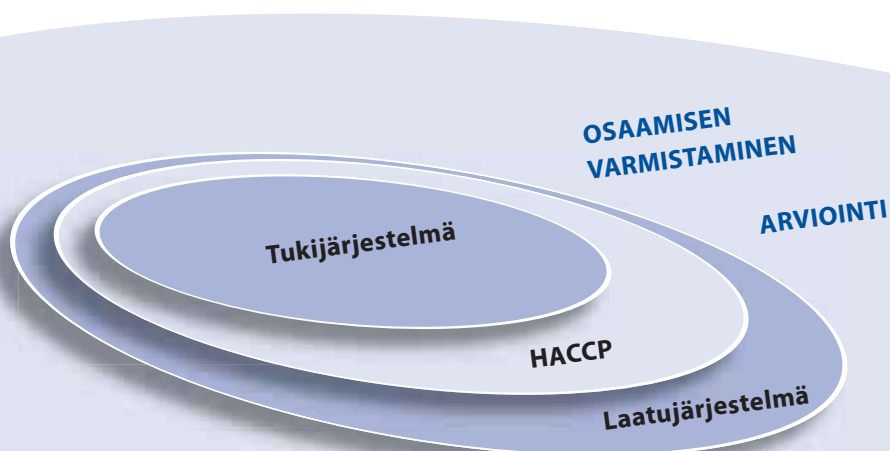 OSAAMISEN
VARMISTAMINEN
ARVIOINTI
Tukijärjestelmä
HACCP
Laatujärjestelmä